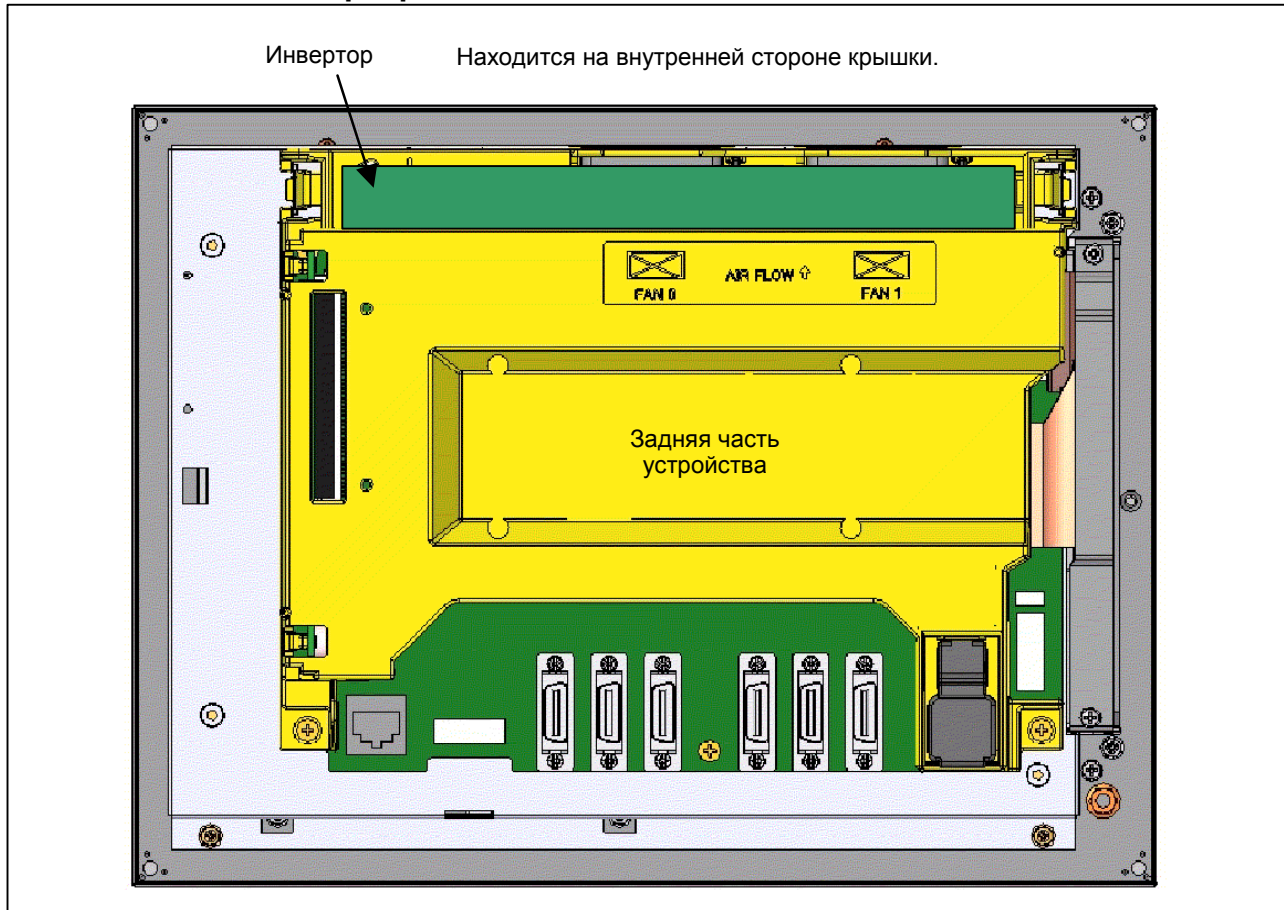 Инвертор
Находится на внутренней стороне крышки.
FAN 0
AIR FLOW ⇧
FAN 1
Задняя часть
устройства